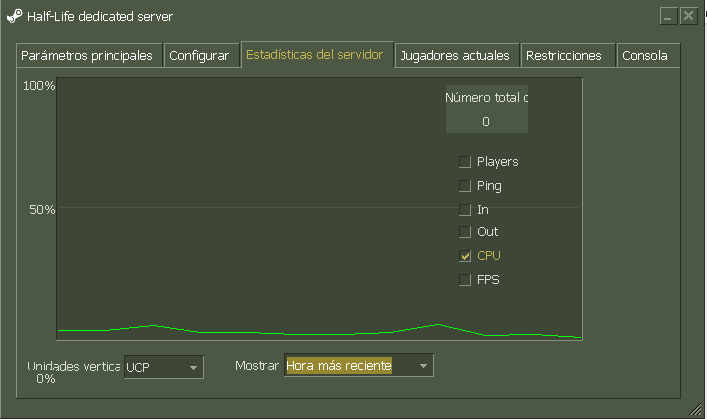 Half-Life dedicated server
Parámetros principales
Configurar
Estadísticas del servidor
Jugadores actuales
Restricciones
Consola
100%
50%
0%
Número total d
0
Players
Ping
In
Out
CPU
FPS
Unidades vertica
UCP
Mostrar
Hora más reciente